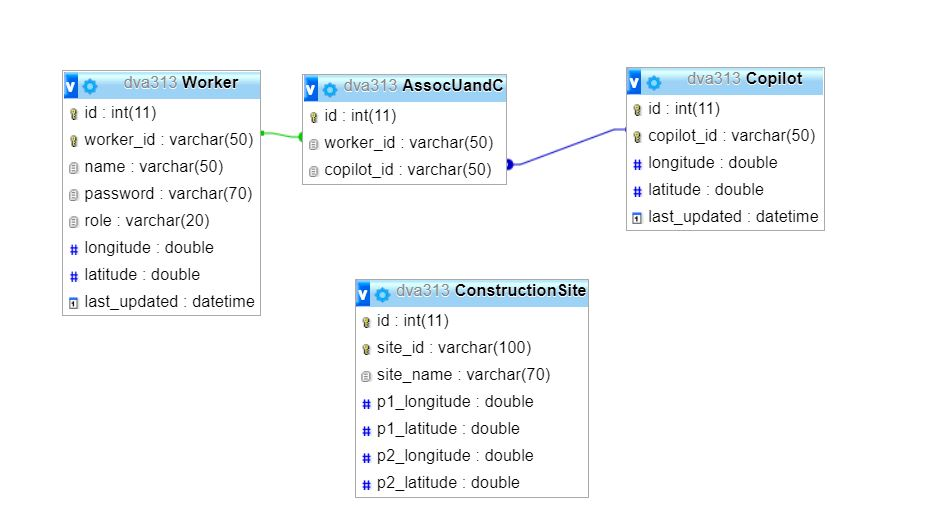 v dva313 Worker
id : int(11)
worker_id : varchar(50)
name : varchar(50)
password : varchar(70)
role : varchar(20)
# longitude : double
# latitude : double
1 last_updated : datetime
v dva313 AssocUandC
id : int(11)
worker_id : varchar(50)
copilot_id : varchar(50)
v dva313 Copilot
id : int(11)
copilot_id : varchar(50)
# longitude : double
# latitude : double
1 last_updated : datetime
v dva313 ConstructionSite
id : int(11)
site_id : varchar(100)
site_name : varchar(70)
# p1_longitude : double
# p1_latitude : double
# p2_longitude : double
# p2_latitude : double